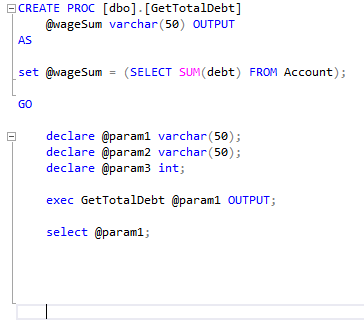 CREATE PROC [dbo].[GetTotalDebt]
@wageSum varchar(50) OUTPUT
AS
set @wageSum = (SELECT SUM(debt) FROM Account);
GO
declare @param1 varchar(50);
declare @param2 varchar(50);
declare @param3 int;
exec GetTotalDebt @param1 OUTPUT;
select @param1;